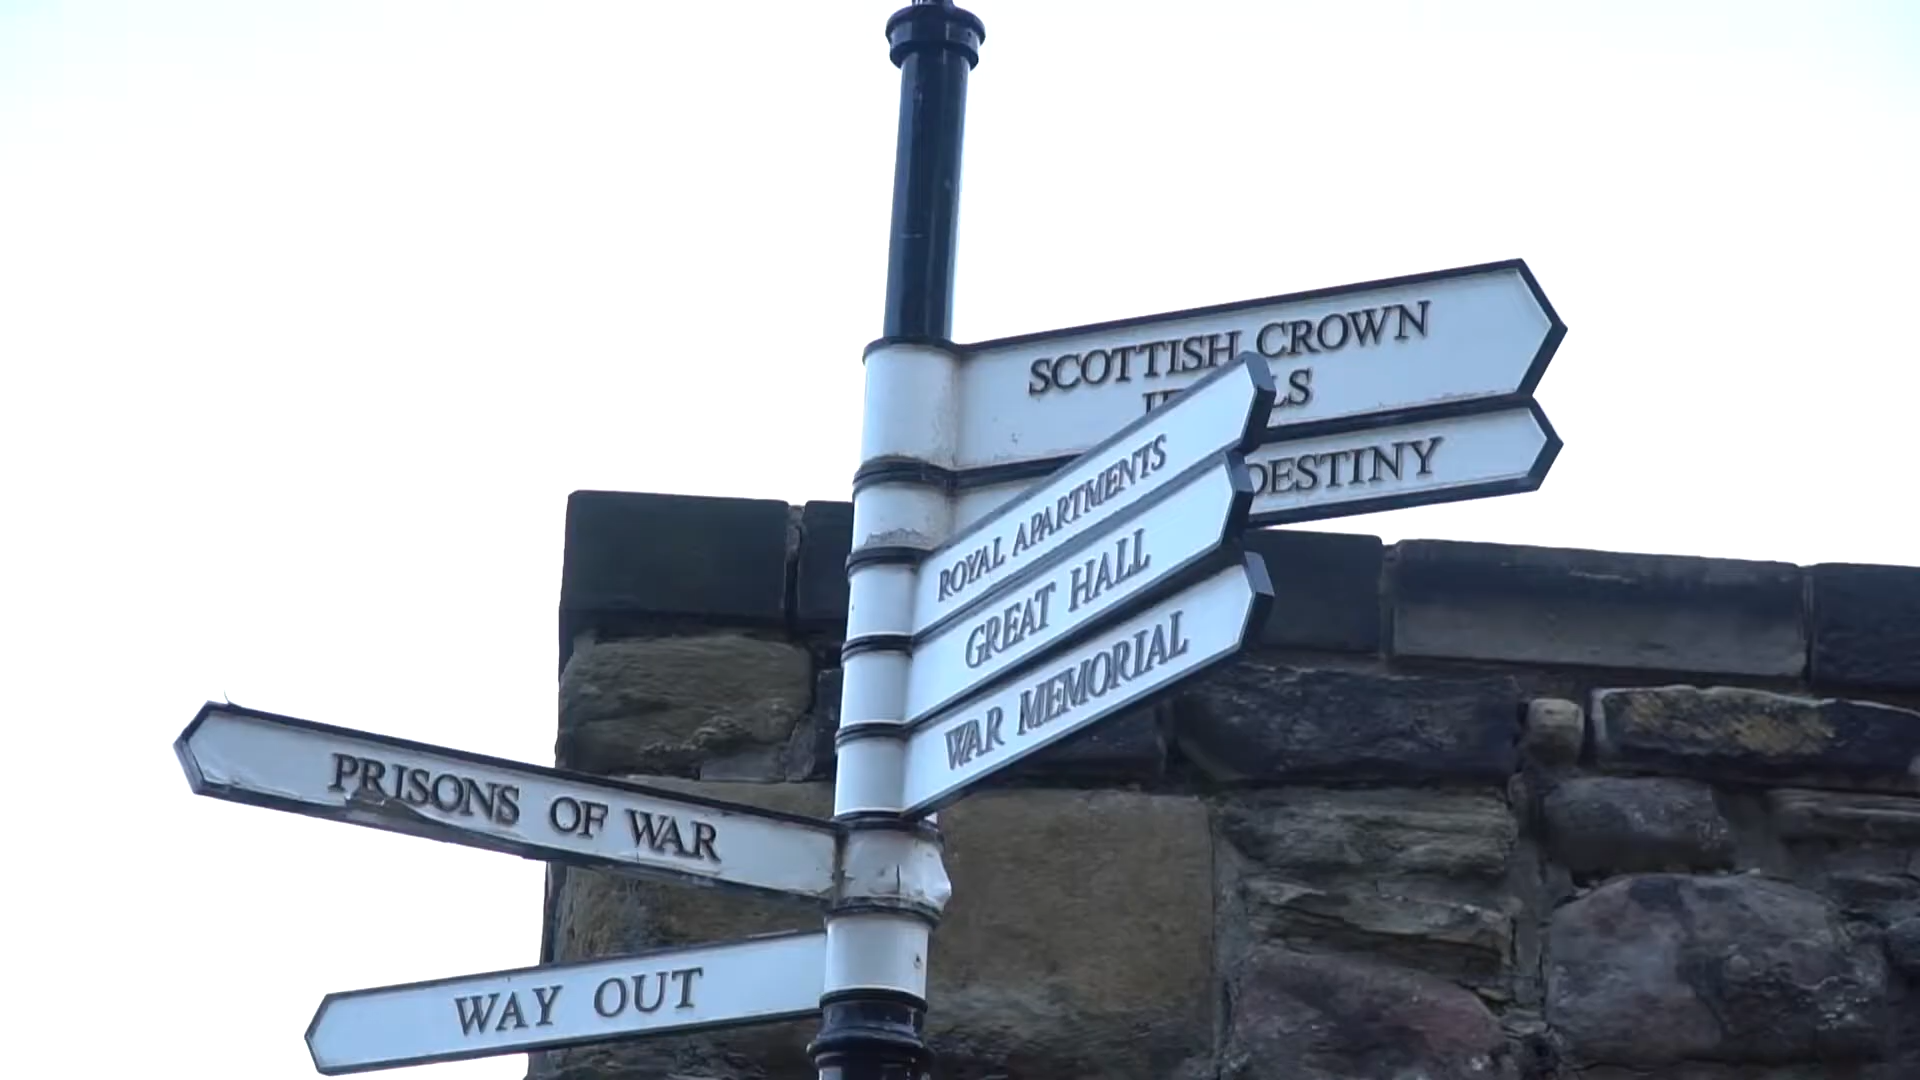 SCOTTISH CROWN
DESTINY
ROYAL APARTMENTS
GREAT HALL
WAR MEMORIAL
PRISONS OF WAR
WAY OUT